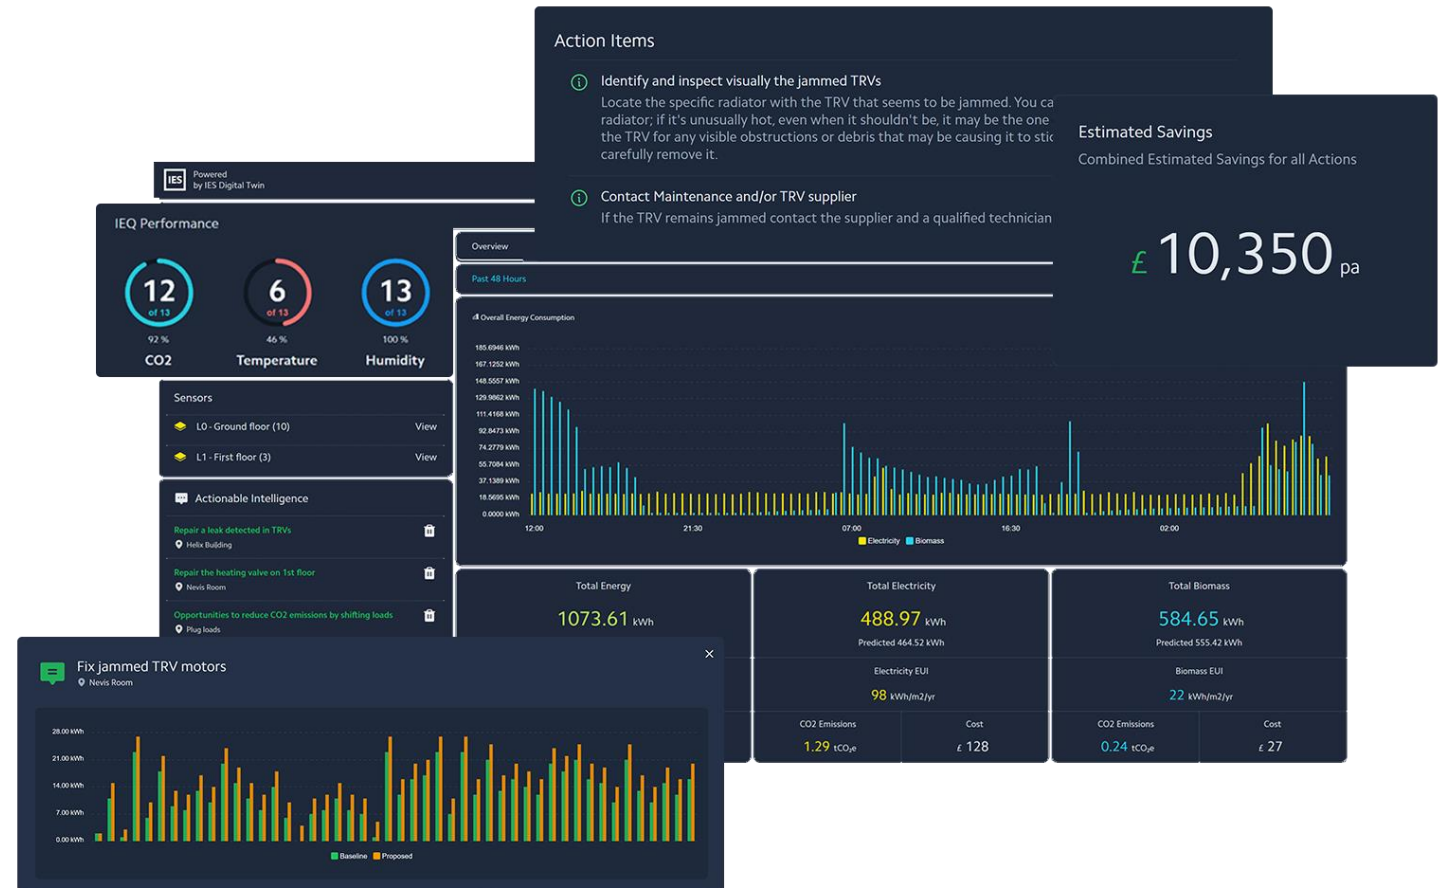 Action Items
Identify and inspect visually the jammed TRVs
Locate the specific radiator with the TRV that seems to be jammed. You ca
radiator; if it's unusually hot, even when it shouldn't be, it may be the one
the TRV for any visible obstructions or debris that may be causing it to stic
carefully remove it.
Contact Maintenance and/or TRV supplier
If the TRV remains jammed contact the supplier and a qualified technician
Estimated Savings
Combined Estimated Savings for all Actions
£ 10,350 pa
IES
Powered
by IES Digital Twin
IEQ Performance
12
of 13
92 %
CO2
6
of 13
46 %
Temperature
13
of 13
100 %
Humidity
Overview
Past 48 Hours
Overall Energy Consumption
185.6946 kWh
167.1252 kWh
148.5557 kWh
129.9862 kWh
111.4168 kWh
92.8473 kWh
74.2779 kWh
55.7084 kWh
37.1389 kWh
18.5695 kWh
0.0000 kWh
12:00 21:30 07:00 16:30 02:00
Electricity Biomass
Sensors
L0 - Ground floor (10) View
L1 - First floor (3) View
Actionable Intelligence
Repair a leak detected in TRVs
Helix Building
Repair the heating valve on 1st floor
Nevis Room
Opportunities to reduce CO2 emissions by shifting loads
Plug loads
Total Energy
1073.61 kWh
Total Electricity
488.97 kWh
Predicted 464.52 kWh
Electricity EUI
98 kWh/m2/yr
CO2 Emissions
1.29 tCO₂e
Cost
£ 128
Total Biomass
584.65 kWh
Predicted 555.42 kWh
Biomass EUI
22 kWh/m2/yr
CO2 Emissions
0.24 tCO₂e
Cost
£ 27
Fix jammed TRV motors
Nevis Room
28.00 kWh
21.00 kWh
14.00 kWh
7.00 kWh
0.00 kWh
Baseline Proposed